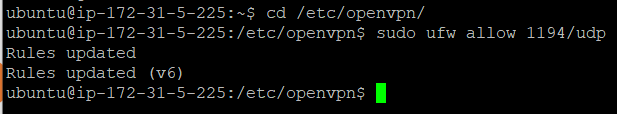 ubuntu@ip-172-31-5-225:~$ cd /etc/openvpn/
ubuntu@ip-172-31-5-225:/etc/openvpn$ sudo ufw allow 1194/udp
Rules updated
Rules updated (v6)
ubuntu@ip-172-31-5-225:/etc/openvpn$